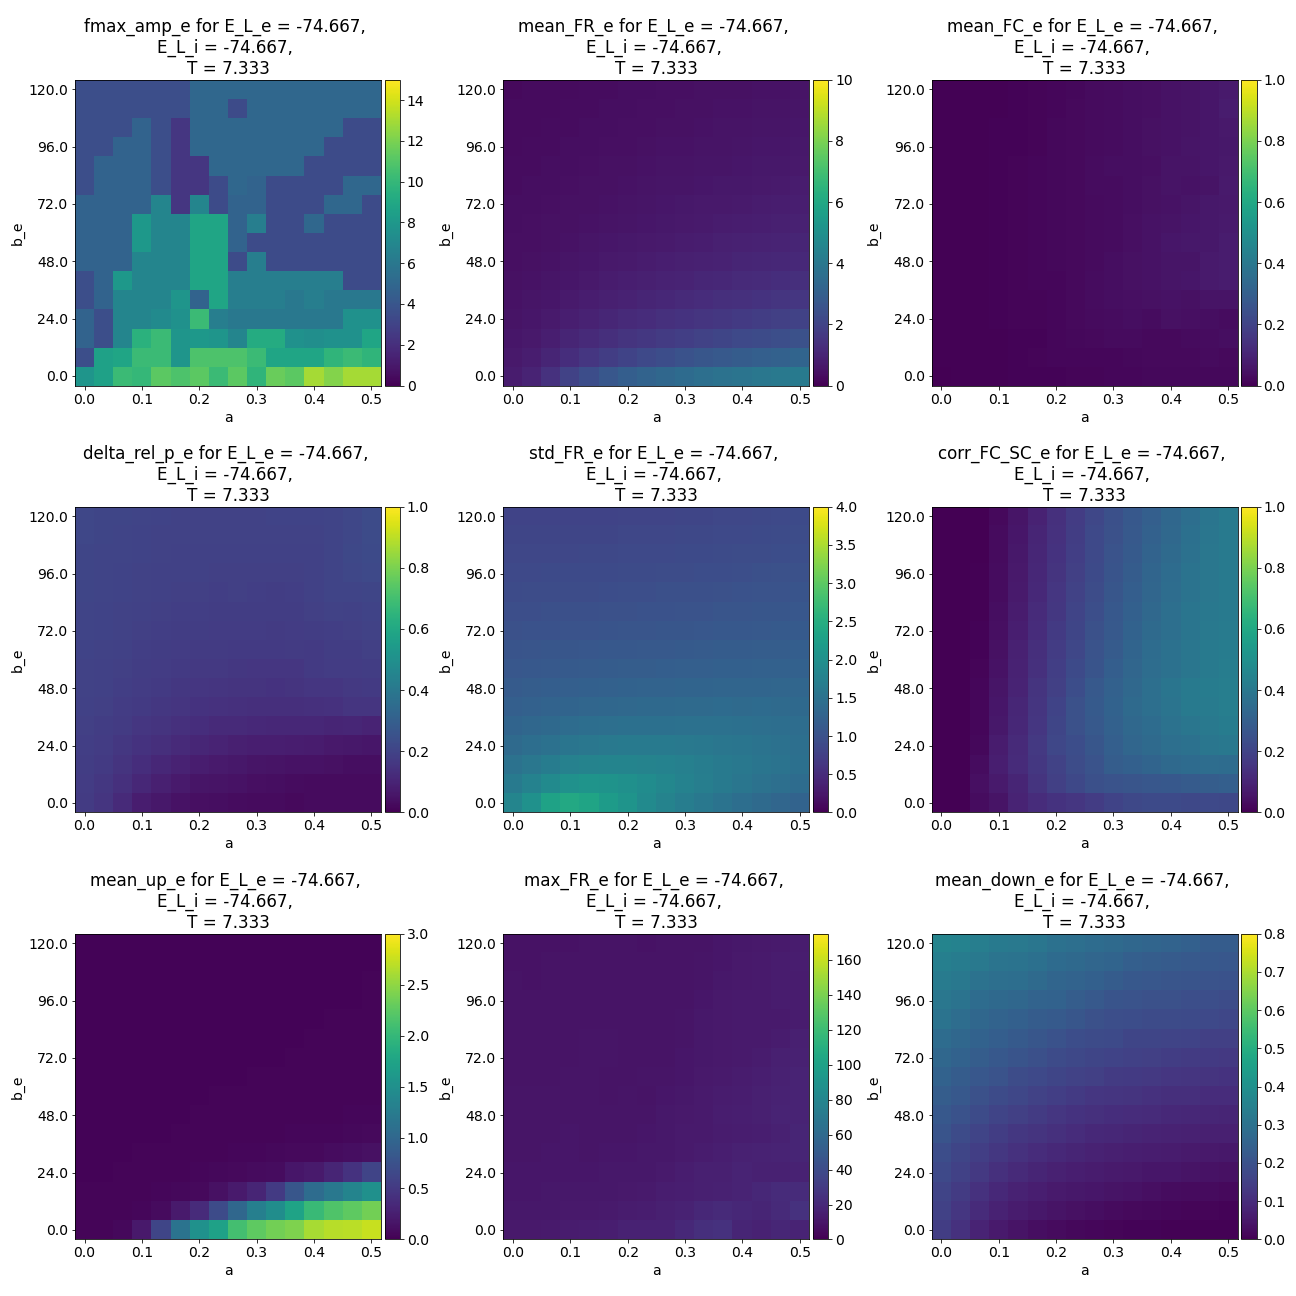 fmax_amp_e for E_L_e = -74.667,
E_L_i = -74.667,
T = 7.333
120.0
96.0
72.0
48.0
24.0
0.0
b_e
0.0 0.1 0.2 0.3 0.4 0.5
a
14
12
10
8
6
4
2
0
mean_FR_e for E_L_e = -74.667,
E_L_i = -74.667,
T = 7.333
120.0
96.0
72.0
48.0
24.0
0.0
b_e
0.0 0.1 0.2 0.3 0.4 0.5
a
10
8
6
4
2
0
mean_FC_e for E_L_e = -74.667,
E_L_i = -74.667,
T = 7.333
120.0
96.0
72.0
48.0
24.0
0.0
b_e
0.0 0.1 0.2 0.3 0.4 0.5
a
1.0
0.8
0.6
0.4
0.2
0.0
delta_rel_p_e for E_L_e = -74.667,
E_L_i = -74.667,
T = 7.333
120.0
96.0
72.0
48.0
24.0
0.0
b_e
0.0 0.1 0.2 0.3 0.4 0.5
a
1.0
0.8
0.6
0.4
0.2
0.0
std_FR_e for E_L_e = -74.667,
E_L_i = -74.667,
T = 7.333
120.0
96.0
72.0
48.0
24.0
0.0
b_e
0.0 0.1 0.2 0.3 0.4 0.5
a
4.0
3.5
3.0
2.5
2.0
1.5
1.0
0.5
0.0
corr_FC_SC_e for E_L_e = -74.667,
E_L_i = -74.667,
T = 7.333
120.0
96.0
72.0
48.0
24.0
0.0
b_e
0.0 0.1 0.2 0.3 0.4 0.5
a
1.0
0.8
0.6
0.4
0.2
0.0
mean_up_e for E_L_e = -74.667,
E_L_i = -74.667,
T = 7.333
120.0
96.0
72.0
48.0
24.0
0.0
b_e
0.0 0.1 0.2 0.3 0.4 0.5
a
3.0
2.5
2.0
1.5
1.0
0.5
0.0
max_FR_e for E_L_e = -74.667,
E_L_i = -74.667,
T = 7.333
120.0
96.0
72.0
48.0
24.0
0.0
b_e
0.0 0.1 0.2 0.3 0.4 0.5
a
160
140
120
100
80
60
40
20
0
mean_down_e for E_L_e = -74.667,
E_L_i = -74.667,
T = 7.333
120.0
96.0
72.0
48.0
24.0
0.0
b_e
0.0 0.1 0.2 0.3 0.4 0.5
a
0.8
0.7
0.6
0.5
0.4
0.3
0.2
0.1
0.0